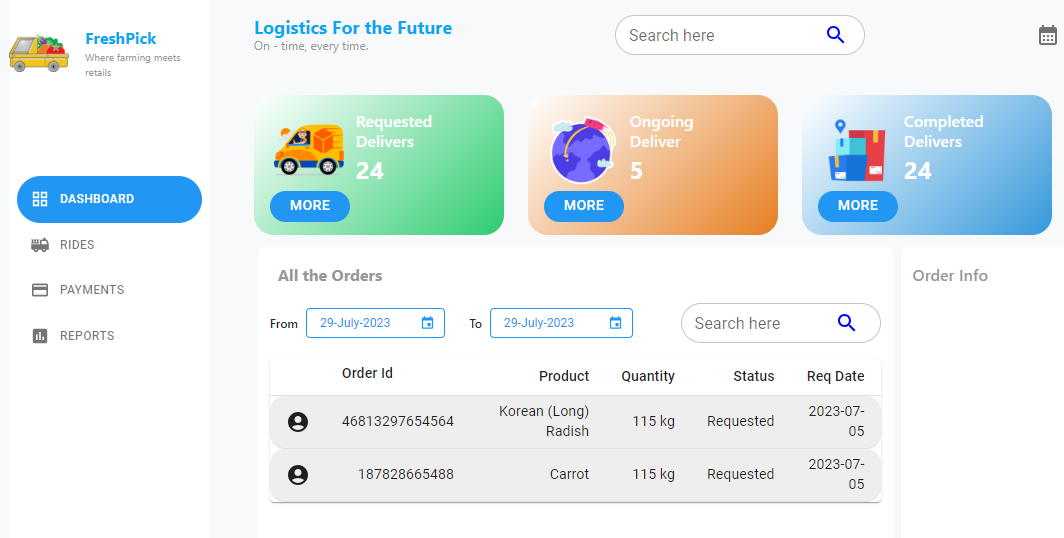 FreshPick
Where farming meets
retails
DASHBOARD
RIDES
PAYMENTS
REPORTS
Logistics For the Future
On - time, every time.
Search here
Requested
Delivers
24
MORE
Ongoing
Deliver
5
MORE
Completed
Delivers
24
MORE
All the Orders
From 29-July-2023 To 29-July-2023 Search here
Order Id Product Quantity Status Req Date
46813297654564 Korean (Long) Radish 115 kg Requested 2023-07-05
187828665488 Carrot 115 kg Requested 2023-07-05
Order Info